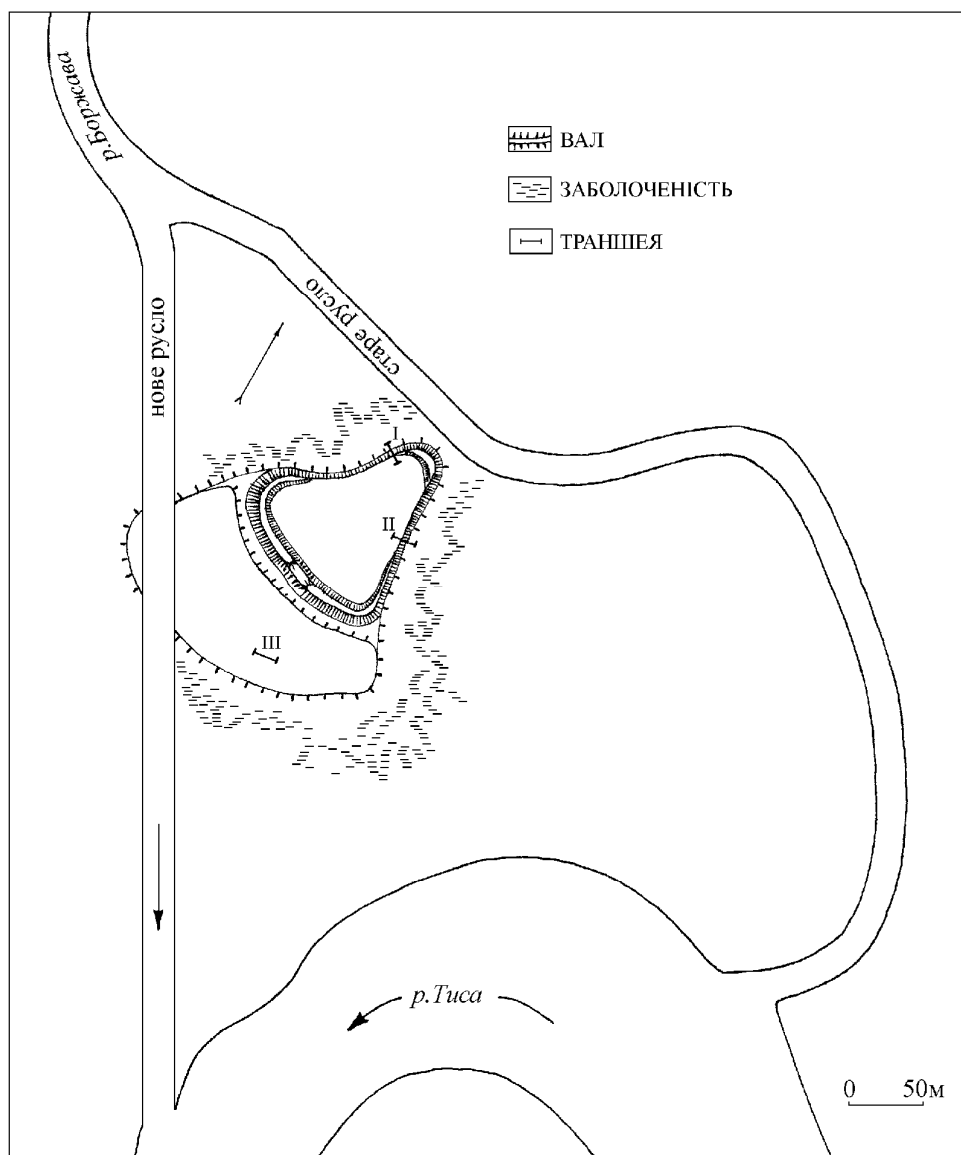 р.Боржава
ВАЛ
ЗАБОЛОЧЕНІСТЬ
ТРАНШЕЯ
старе русло
нове русло
I
II
III
р.Тиса
0 50м